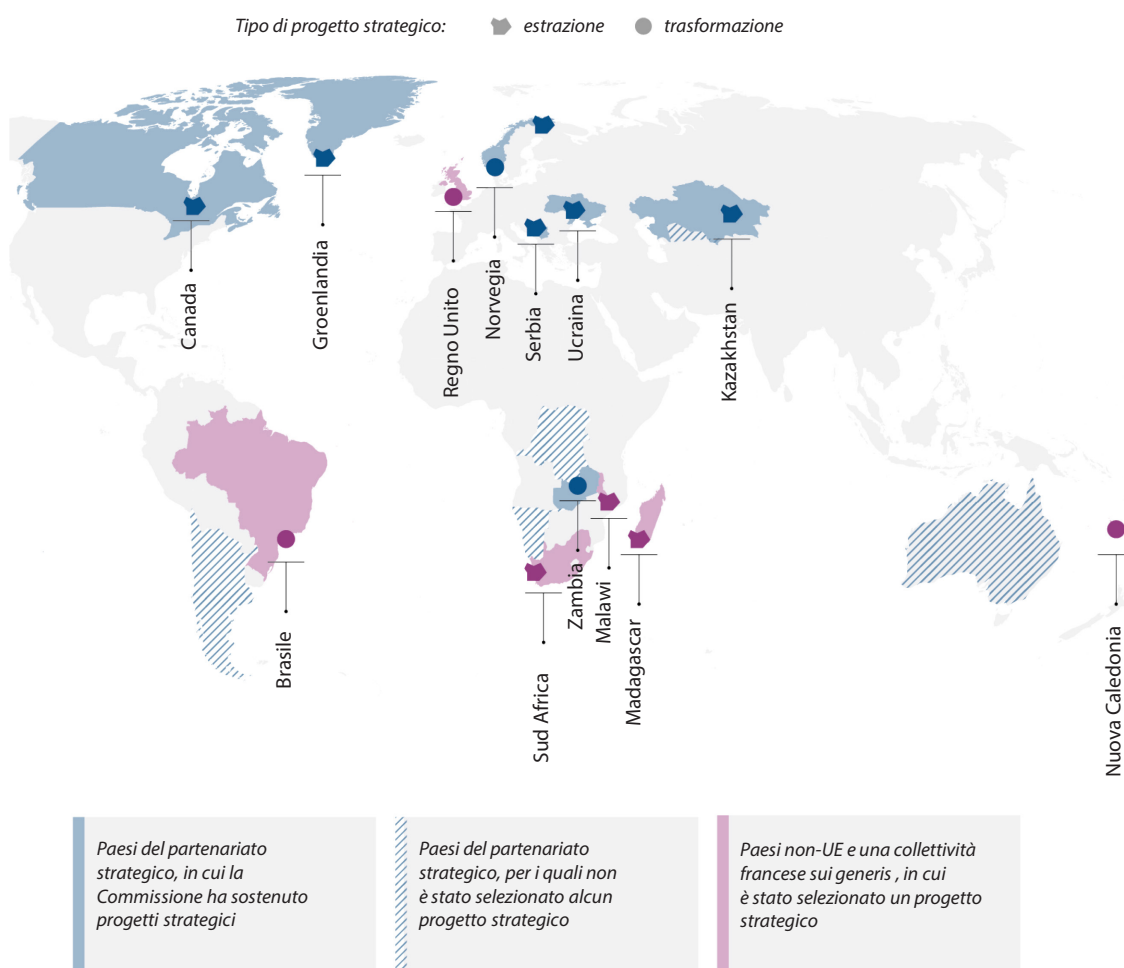 Tipo di progetto strategico: estrazione trasformazione
Canada
Groenlandia
Regno Unito
Norvegia
Serbia
Ucraina
Kazakhstan
Brasile
Sud Africa
Zambia
Malawi
Madagascar
Nuova Caledonia
Paesi del partenariato
strategico, in cui la
Commissione ha sostenuto
progetti strategici
Paesi del partenariato
strategico, per i quali non
è stato selezionato alcun
progetto strategico
Paesi non-UE e una collettività
francese sui generis , in cui
è stato selezionato un progetto
strategico